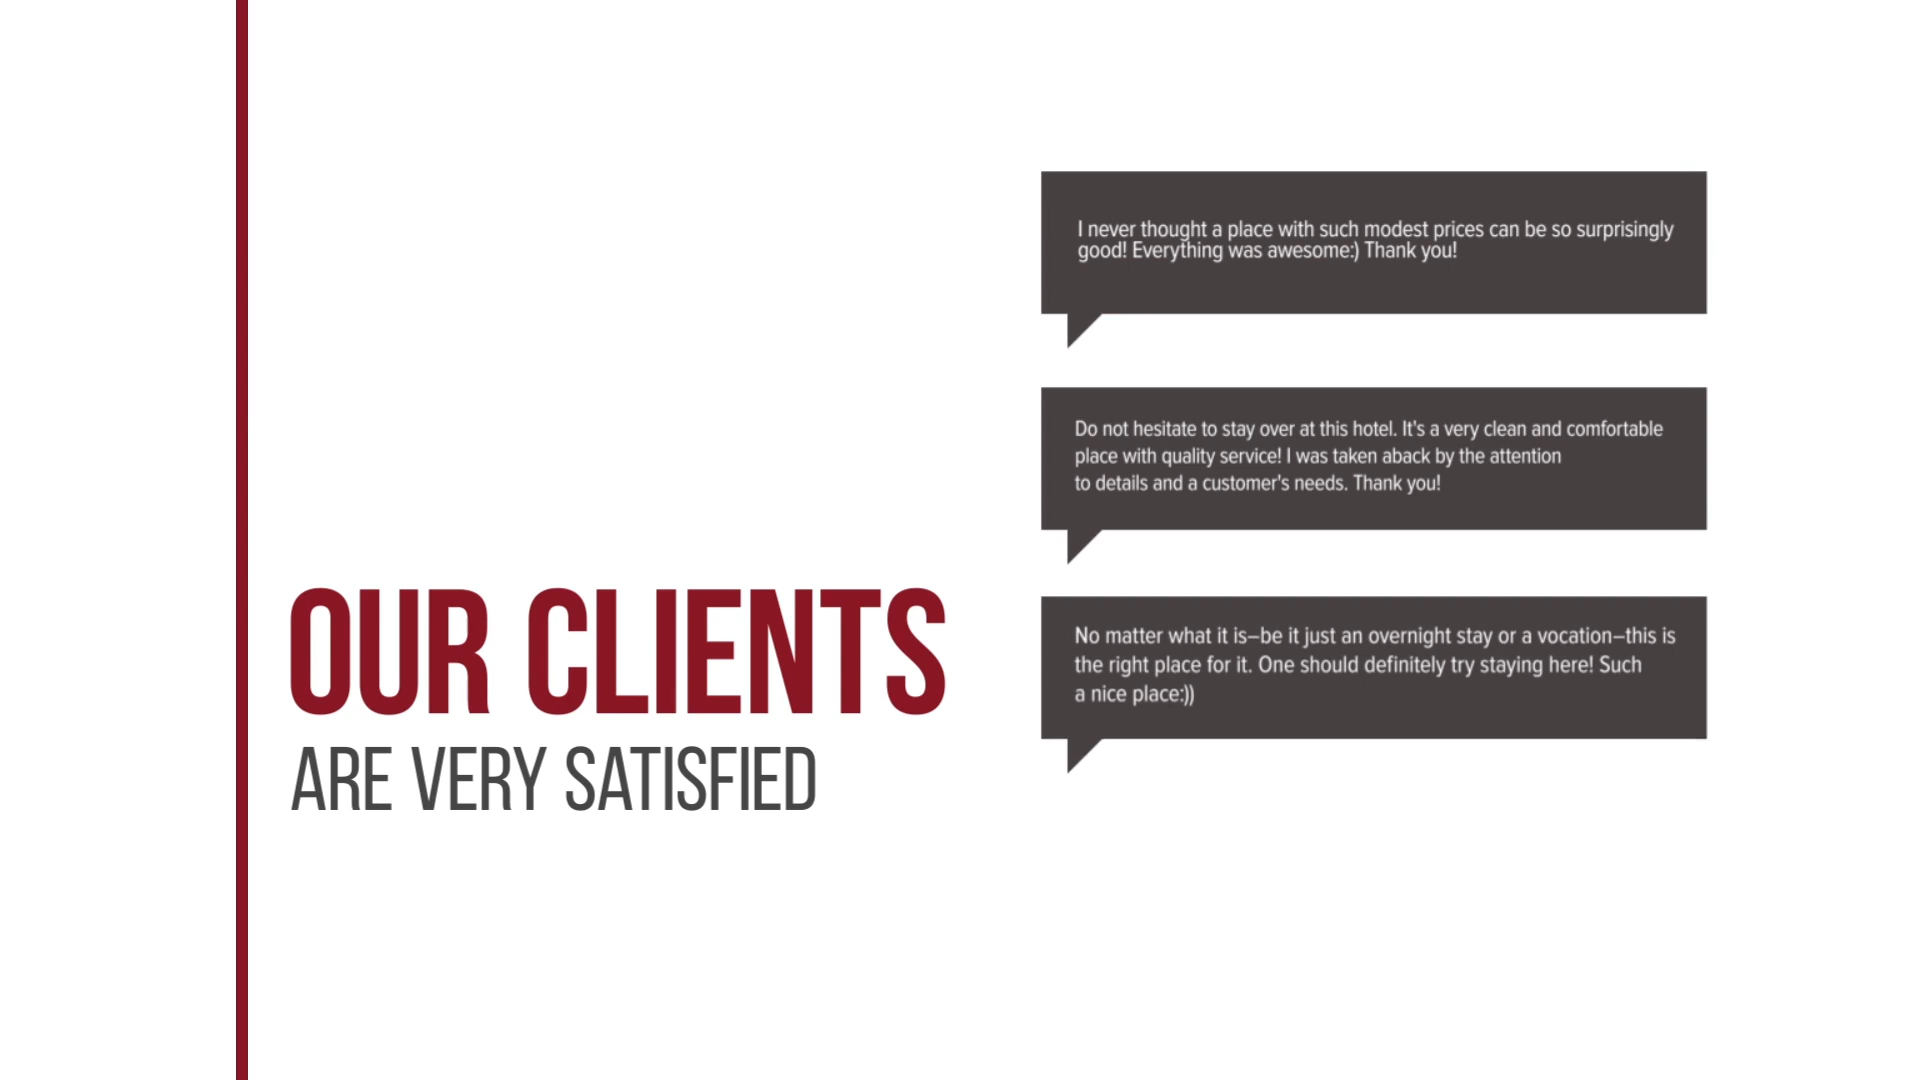 OUR CLIENTS
ARE VERY SATISFIED
I never thought a place with such modest prices can be so surprisingly
good! Everything was awesome:) Thank you!
Do not hesitate to stay over at this hotel. It's a very clean and comfortable
place with quality service! I was taken aback by the attention
to details and a customer's needs. Thank you!
No matter what it is–be it just an overnight stay or a vocation–this is
the right place for it. One should definitely try staying here! Such
a nice place:))